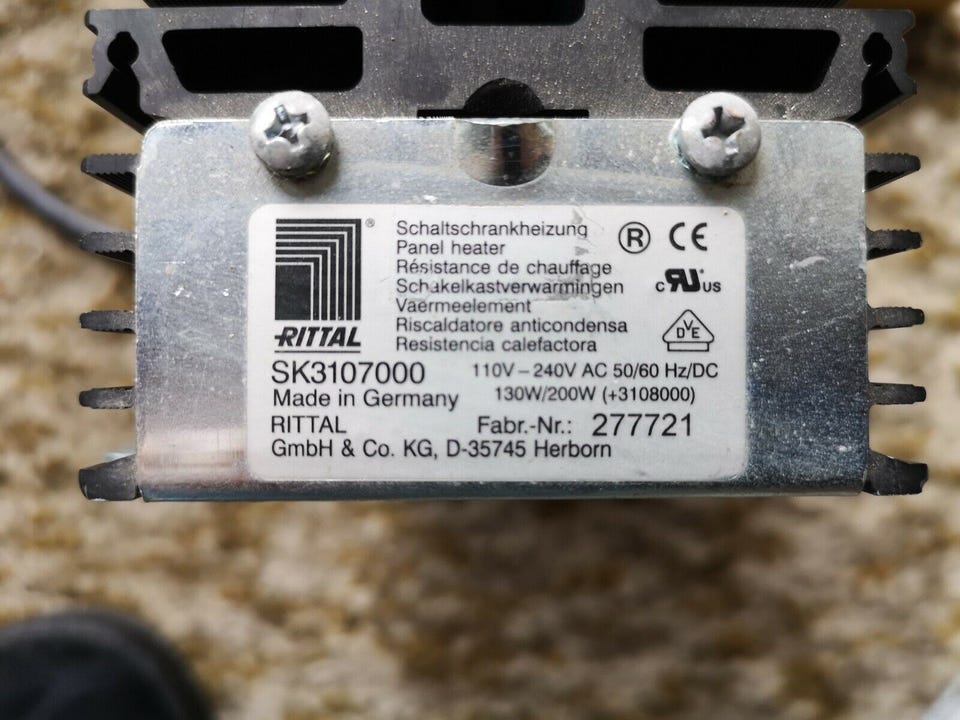 RITTAL
®
Schaltschrankheizung
Panel heater
Résistance de chauffage
Schakelkastverwarmingen
Vaermeelement
Riscaldatore anticondensa
Resistencia calefactora
® CE
c RU US
DVE
SK3107000
110V – 240V AC 50/60 Hz/DC
Made in Germany
130W/200W (+3108000)
RITTAL
Fabr.-Nr.: 277721
GmbH & Co. KG, D-35745 Herborn